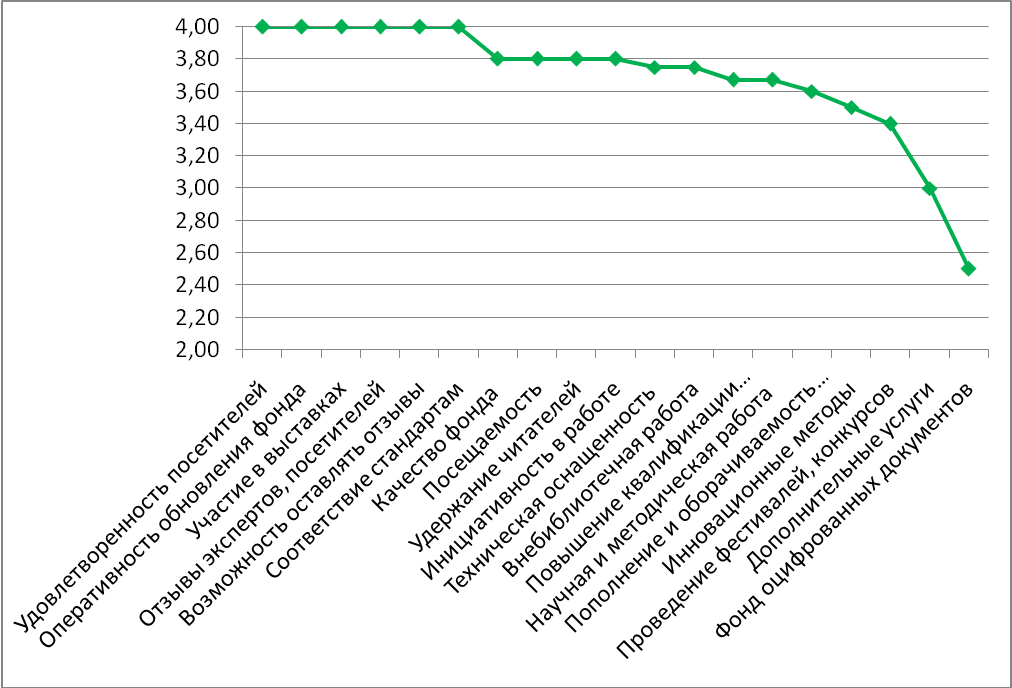 4,00
3,80
3,60
3,40
3,20
3,00
2,80
2,60
2,40
2,20
2,00
Удовлетворенность посетителей
Оперативность обновления фонда
Участие в выставках
Отзывы экспертов, посетителей
Возможность оставлять отзывы
Соответствие стандартам
Качество фонда
Посещаемость
Удержание читателей
Инициативность в работе
Техническая оснащенность
Внебиблиотечная работа
Повышение квалификации…
Научная и методическая работа
Пополнение и оборачиваемость…
Инновационные методы
Проведение фестивалей, конкурсов
Дополнительные услуги
Фонд оцифрованных документов